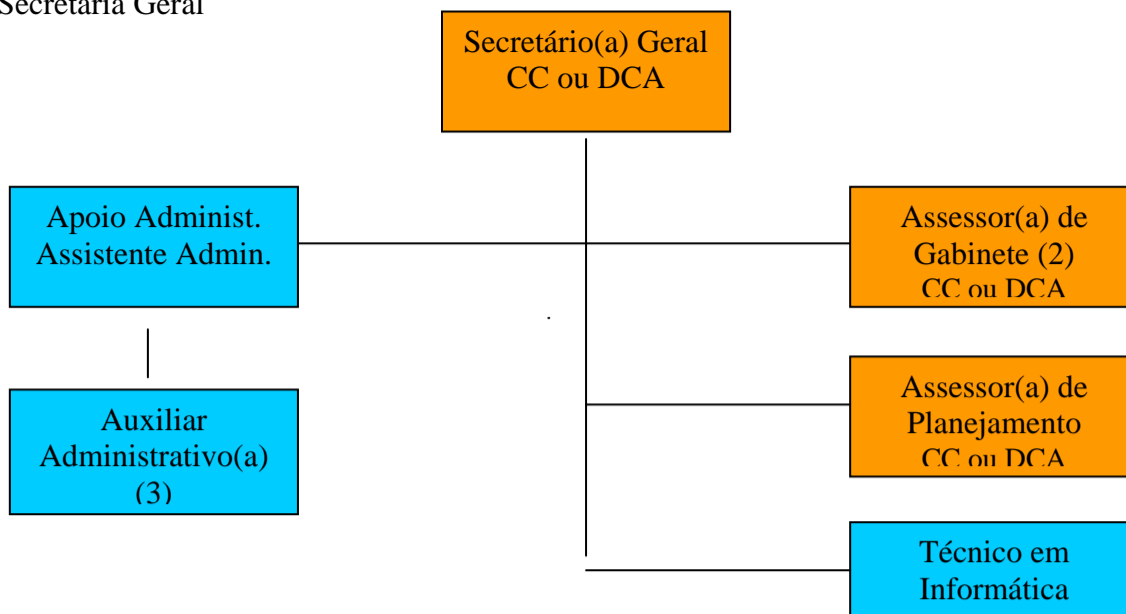 Secretaria Geral
Secretário(a) Geral
CC ou DCA
Apoio Administ.
Assistente Admin.
Assessor(a) de
Gabinete (2)
CC ou DCA
.
Auxiliar
Administrativo(a)
(3)
Assessor(a) de
Planejamento
CC ou DCA
Técnico em
Informática